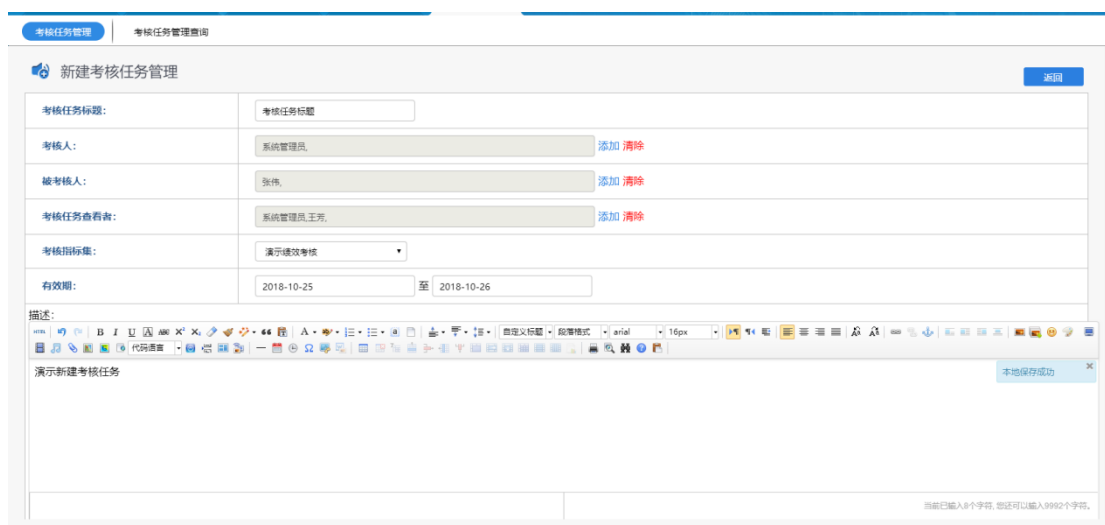 考核任务管理 考核任务管理查询
新建考核任务管理
返回
考核任务标题: 考核任务标题
考核人: 系统管理员, 添加 清除
被考核人: 张伟, 添加 清除
考核任务查看者: 系统管理员,王芳, 添加 清除
考核指标集: 演示绩效考核
有效期: 2018-10-25 至 2018-10-26
描述:
HTML B I U A ABC X² X₂ A 自定义标题 段落格式 arial 16px
代码语言
演示新建考核任务
本地保存成功
当前已输入8个字符, 您还可以输入9992个字符。